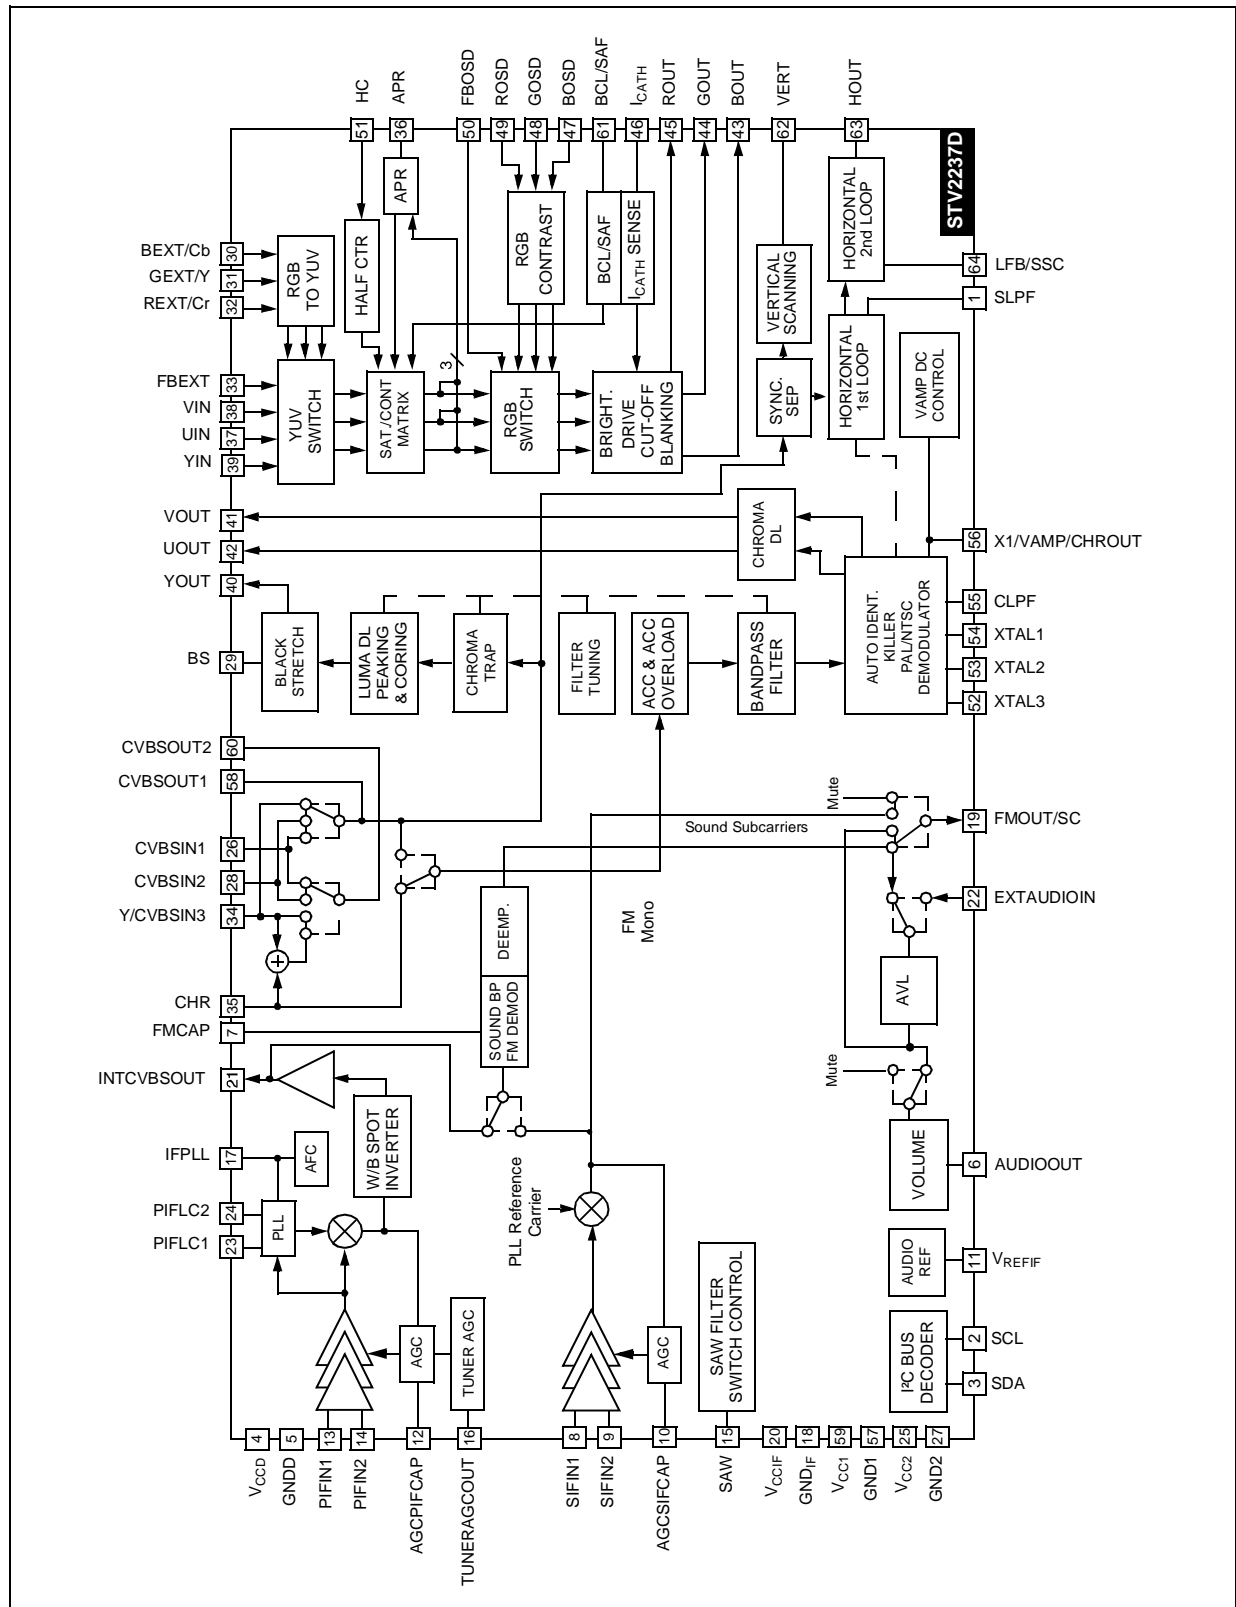 HC
APR
FBOSD
ROSD
GOSD
BOSD
BCL/SAF
ICATH
ROUT
GOUT
BOUT
VERT
HOUT
51
36
50
49
48
47
61
46
45
44
43
62
63
STV2237D
BEXT/Cb
30
GEXT/Y
31
REXT/Cr
32
RGB
TO YUV
HALF CTR
APR
RGB
CONTRAST
BCL/SAF
ICATH SENSE
VERTICAL
SCANNING
HORIZONTAL
2nd LOOP
64
LFB/SSC
1
SLPF
FBEXT
33
VIN
38
UIN
37
YIN
39
YUV
SWITCH
SAT./CONT
MATRIX
3
RGB
SWITCH
BRIGHT.
DRIVE
CUT-OFF
BLANKING
SYNC.
SEP
HORIZONTAL
1st LOOP
VAMP DC
CONTROL
VOUT
41
UOUT
42
YOUT
40
CHROMA
DL
56
X1/VAMP/CHROUT
BS
29
BLACK
STRETCH
LUMA DL
PEAKING
& CORING
CHROMA
TRAP
FILTER
TUNING
ACC & ACC
OVERLOAD
BANDPASS
FILTER
AUTO IDENT.
KILLER
PAL/NTSC
DEMODULATOR
55
CLPF
54
XTAL1
53
XTAL2
52
XTAL3
CVBSOUT2
60
CVBSOUT1
58
CVBSIN1
26
CVBSIN2
28
Y/CVBSIN3
34
CHR
35
FMCAP
7
INTCVBSOUT
21
Mute
Sound Subcarriers
19
FMOUT/SC
22
EXTAUDIOIN
DEEMP.
SOUND BP
FM DEMOD
FM
Mono
AVL
Mute
VOLUME
6
AUDIOOUT
IFPLL
17
AFC
W/B SPOT
INVERTER
PIFLC2
24
PIFLC1
23
PLL
PLL Reference
Carrier
AUDIO
REF
11
VREFIF
AGC
TUNER AGC
AGC
SAW FILTER
SWITCH CONTROL
I²C BUS
DECODER
2
SCL
3
SDA
4
5
13
14
12
16
8
9
10
15
20
18
59
57
25
27
VCCD
GNDD
PIFIN1
PIFIN2
AGCPIFCAP
TUNERAGCOUT
SIFIN1
SIFIN2
AGCSIFCAP
SAW
VCCIF
GNDIF
VCC1
GND1
VCC2
GND2